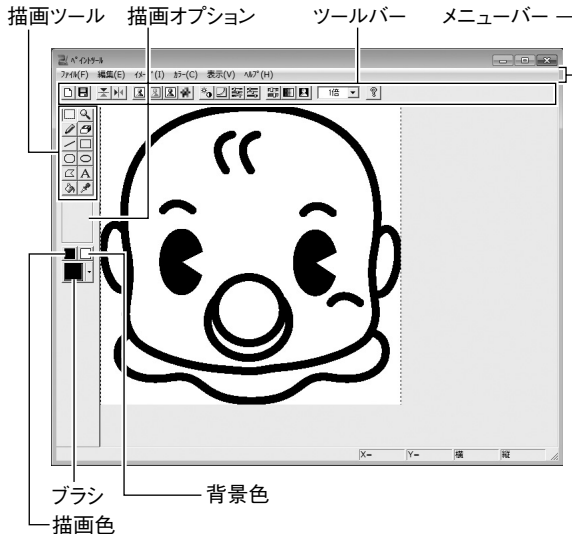 描画ツール 描画オプション ツールバー メニューバー
ペイントツール
ファイル(F) 編集(E) イメージ(I) カラー(C) 表示(V) ヘルプ(H)
1倍
A
X= Y= 横 縦
ブラシ 背景色
描画色